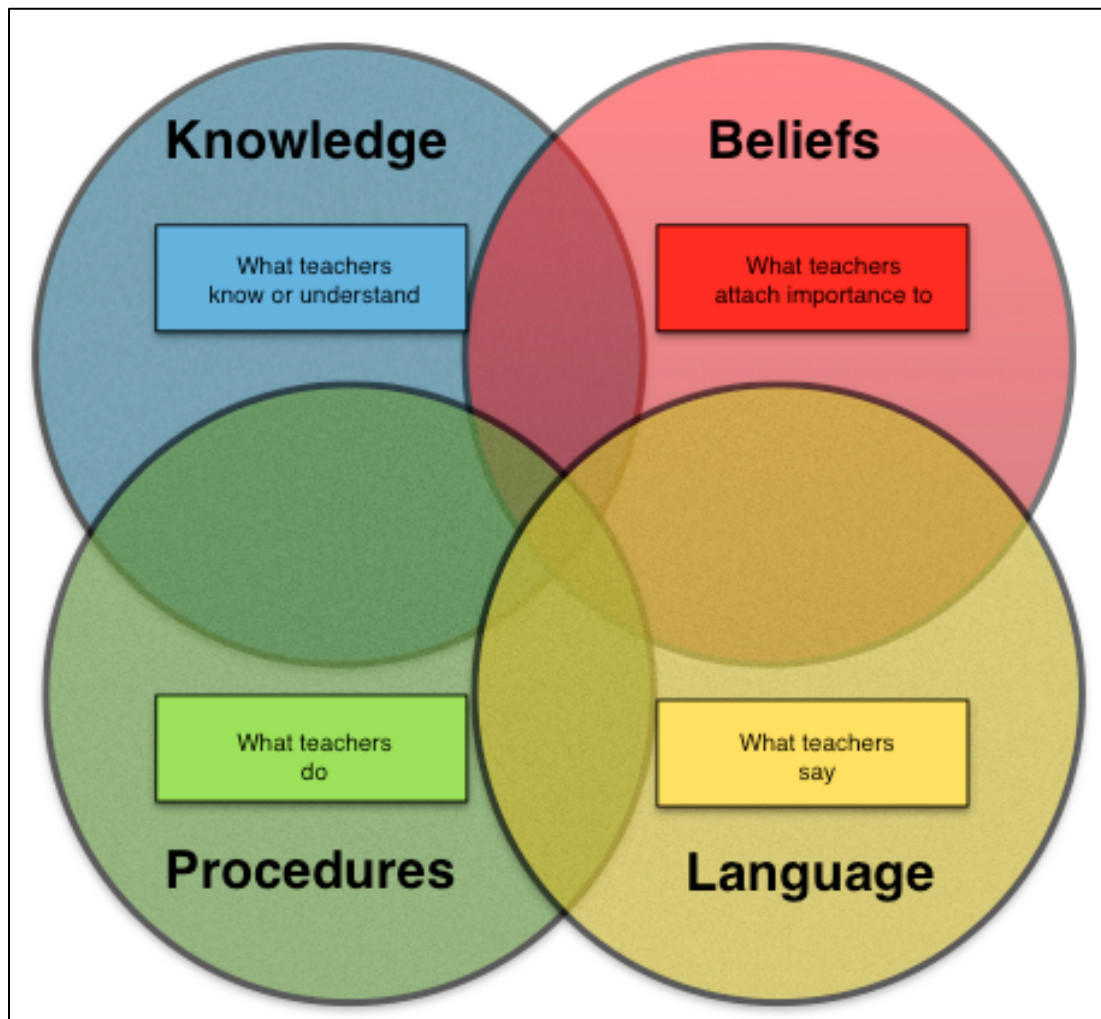 Knowledge
What teachers
know or understand
Beliefs
What teachers
attach importance to
What teachers
do
Procedures
What teachers
say
Language